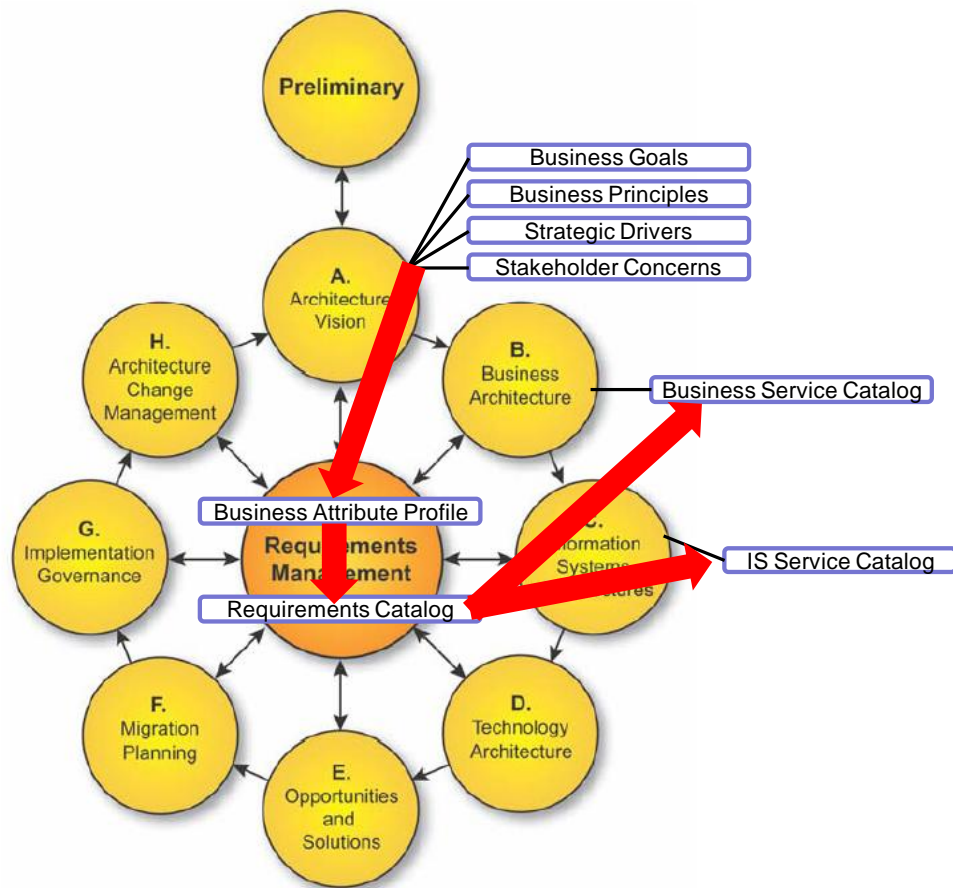 Preliminary
Business Goals
Business Principles
Strategic Drivers
Stakeholder Concerns
A.
Architecture
Vision
H.
Architecture
Change
Management
B.
Business
Architecture
Business Service Catalog
Business Attribute Profile
G.
Implementation
Governance
Requirements
Management
Systems
IS Service Catalog
Requirements Catalog
F.
Migration
Planning
D.
Technology
Architecture
E.
Opportunities
and
Solutions